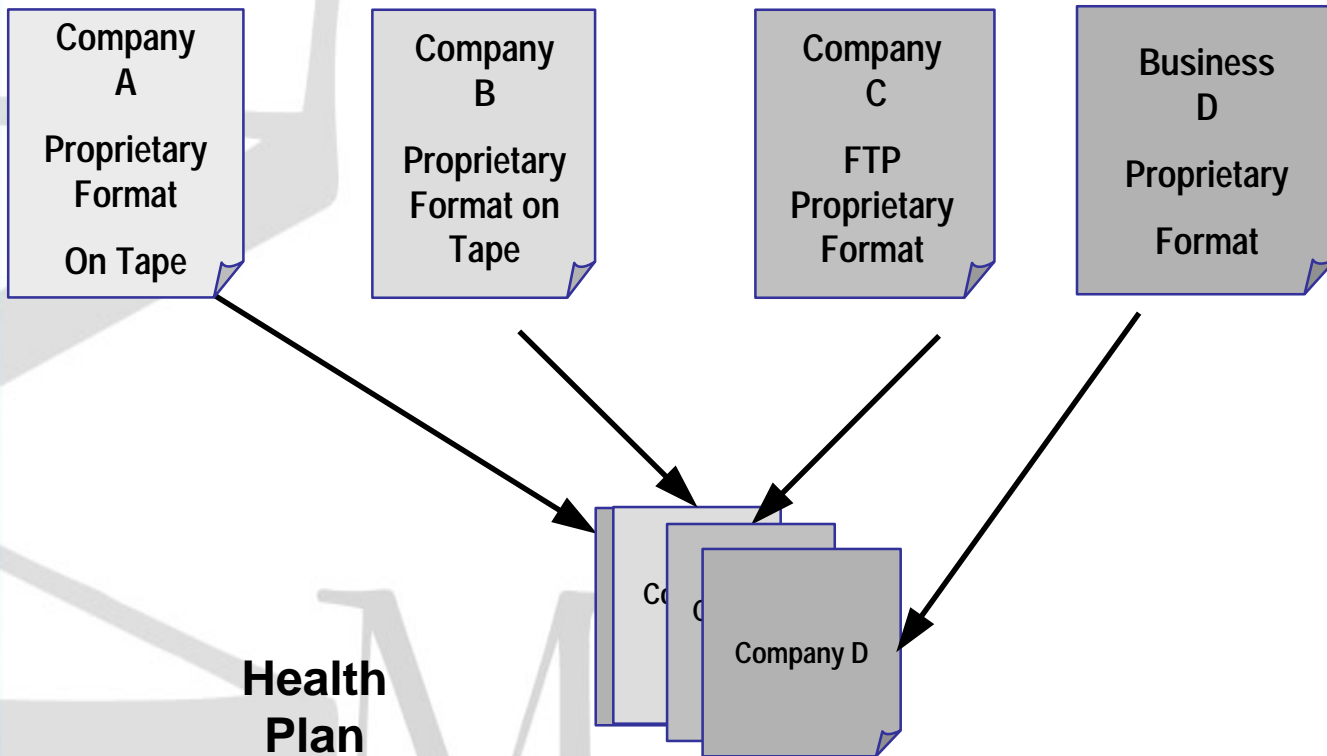 Company
A
Proprietary
Format
On Tape
Company
B
Proprietary
Format on
Tape
Company
C
FTP
Proprietary
Format
Business
D
Proprietary
Format
Company D
Health
Plan